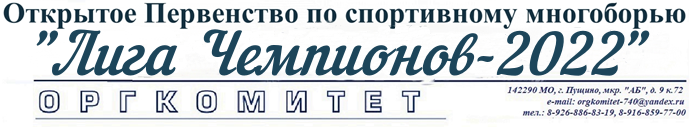 Открытое Первенство по спортивному многоборью
"Лига Чемпионов-2022"
ОРГКОМИТЕТ
142290 МО, г. Пущино, мкр. "АБ", д. 9 к.72
e-mail: orgkomitet-740@yandex.ru
тел.: 8-926-886-83-19, 8-916-859-77-00